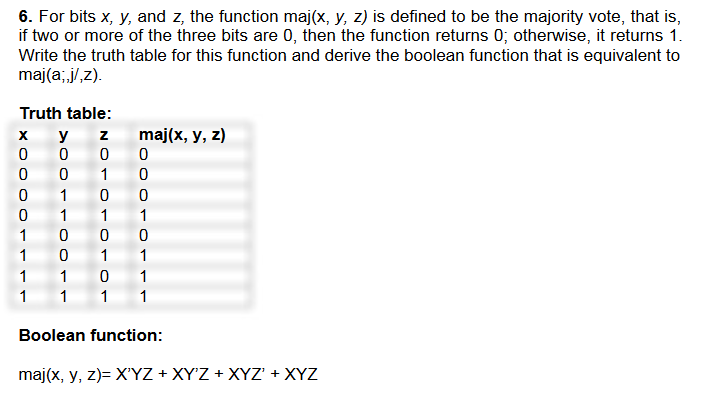 6. For bits x, y, and z, the function maj(x, y, z) is defined to be the majority vote, that is,
if two or more of the three bits are 0, then the function returns 0; otherwise, it returns 1.
Write the truth table for this function and derive the boolean function that is equivalent to
maj(a;,j/,z).
Truth table:
x y z maj(x, y, z)
0 0 0 0
0 0 1 0
0 1 0 0
0 1 1 1
1 0 0 0
1 0 1 1
1 1 0 1
1 1 1 1
Boolean function:
maj(x, y, z)= X'YZ + XY'Z + XYZ' + XYZ